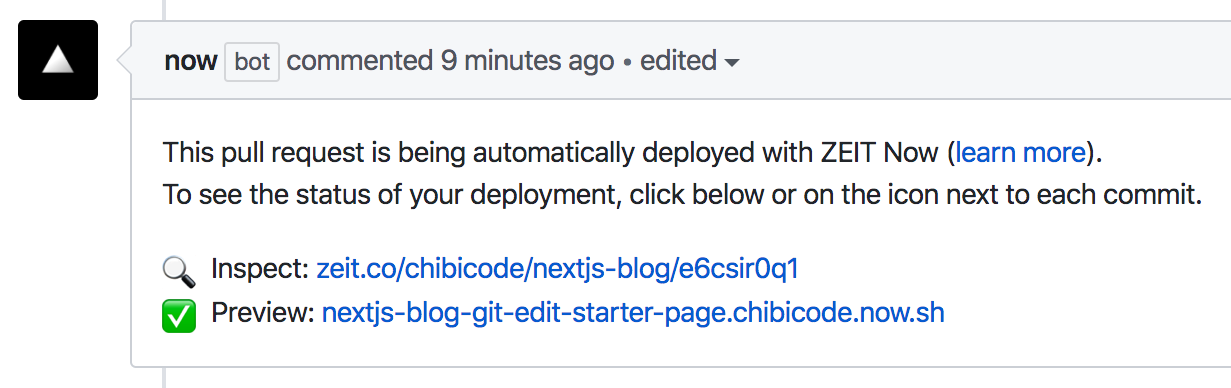 now bot commented 9 minutes ago • edited
This pull request is being automatically deployed with ZEIT Now (learn more).
To see the status of your deployment, click below or on the icon next to each commit.
Inspect: zeit.co/chibicode/nextjs-blog/e6csir0q1
Preview: nextjs-blog-git-edit-starter-page.chibicode.now.sh